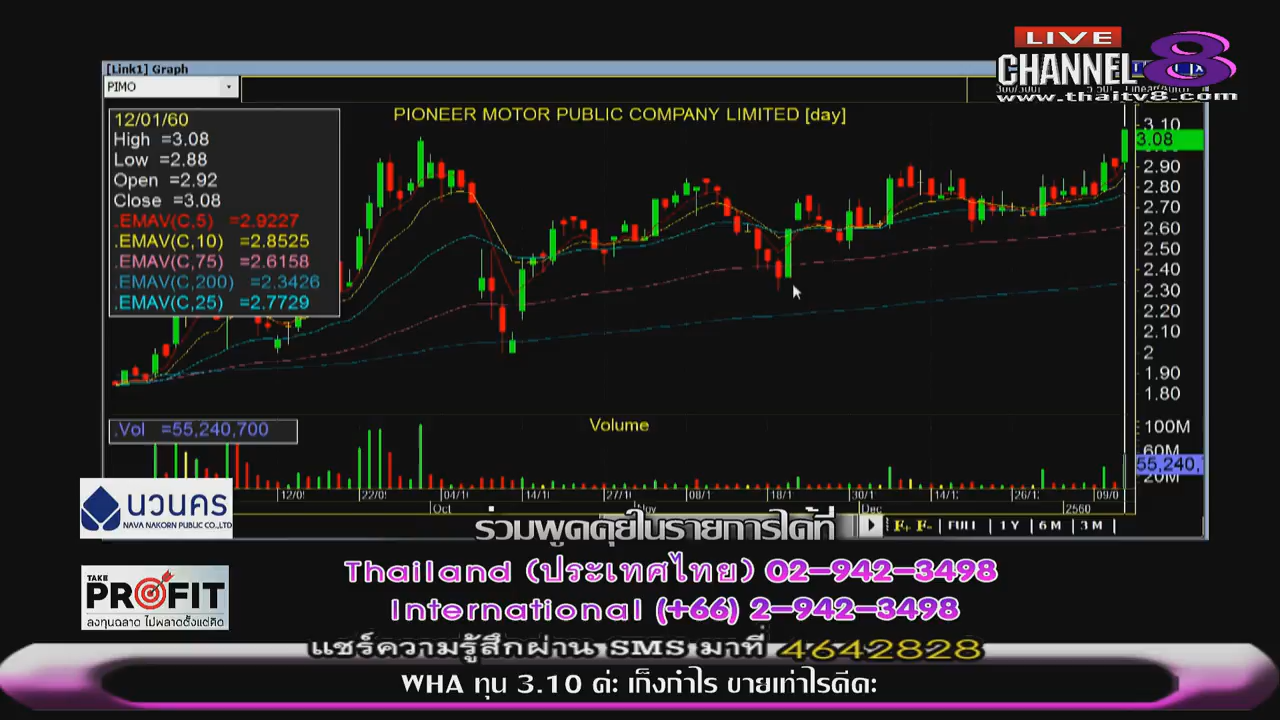 LIVE
CHANNEL 8
www.thaitv8.com
[Link1] Graph
PIMO
PIONEER MOTOR PUBLIC COMPANY LIMITED [day]
12/01/60
High =3.08
Low =2.88
Open =2.92
Close =3.08
.EMAV(C,5) =2.9227
.EMAV(C,10) =2.8525
.EMAV(C,75) =2.6158
.EMAV(C,200) =2.3426
.EMAV(C,25) =2.7729
3.10
3.08
2.90
2.80
2.70
2.60
2.50
2.40
2.30
2.20
2.10
2
1.90
1.80
.Vol =55,240,700
Volume
100M
60M
55,240,
20M
22/0
04/1
14/1
27/1
08/1
18/1
30/1
14/1
26/1
09/0
Oct
Nov
Dec
2560
F+ F- FULL 1 Y 6 M 3 M
นวนคร
NAVA NAKORN PUBLIC CO.,LTD
ร่วมพูดคุยในรายการได้ที่
Thailand (ประเทศไทย) 02-942-3498
International (+66) 2-942-3498
TAKE
PROFIT
ลงทุนฉลาด ไม่พลาดตั้งแต่คิด
แชร์ความรู้สึกผ่าน SMS มาที่ 4642828
WHA ทุน 3.10 ค่ะ เก็งกำไร ขายเท่าไรดีคะ